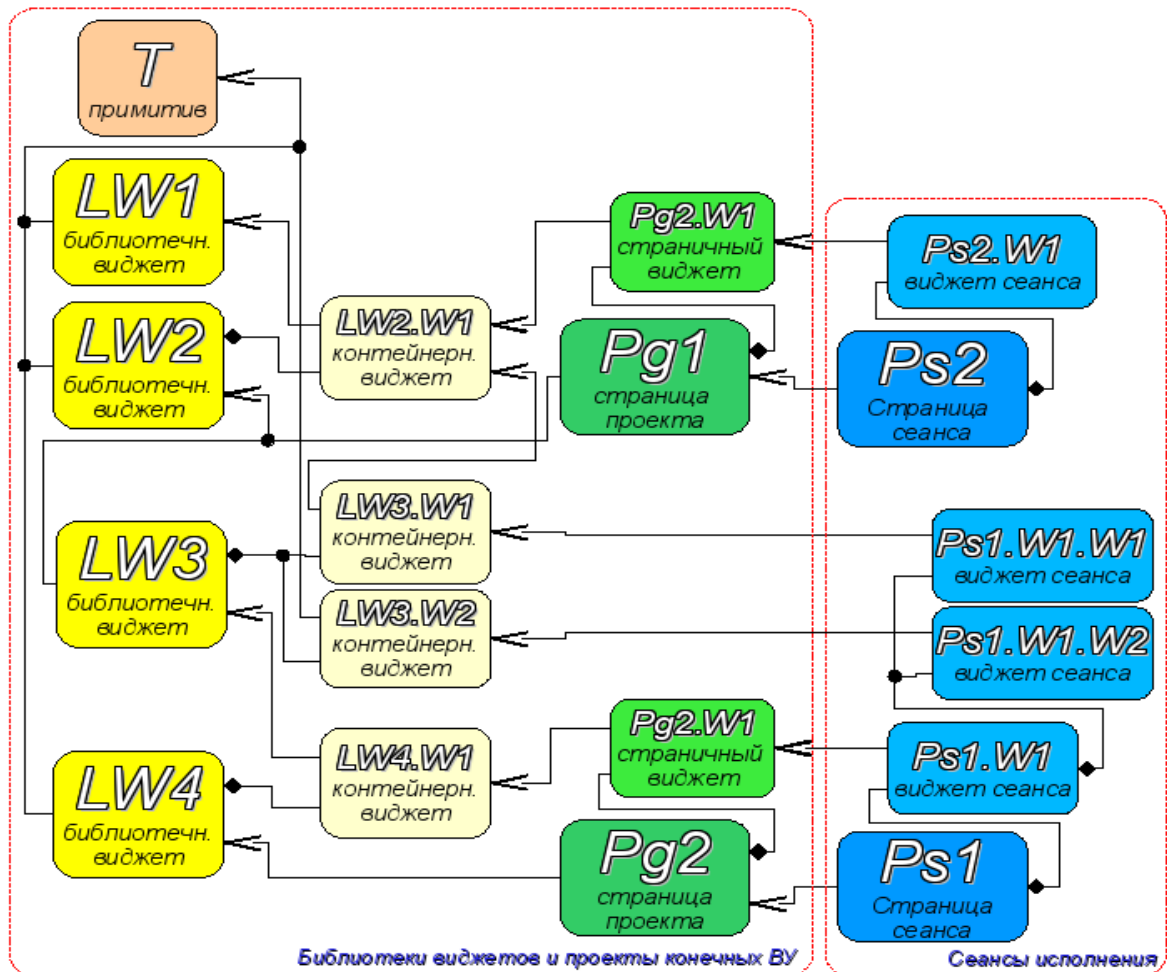 T
примитив
LW1
библиотечн.
виджет
LW2
библиотечн.
виджет
LW3
библиотечн.
виджет
LW4
библиотечн.
виджет
LW2.W1
контейнерн.
виджет
LW3.W1
контейнерн.
виджет
LW3.W2
контейнерн.
виджет
LW4.W1
контейнерн.
виджет
Pg2.W1
страничный
виджет
Pg1
страница
проекта
Pg2.W1
страничный
виджет
Pg2
страница
проекта
Библиотеки виджетов и проекты конечных ВУ
Ps2.W1
виджет сеанса
Ps2
Страница
сеанса
Ps1.W1.W1
виджет сеанса
Ps1.W1.W2
виджет сеанса
Ps1.W1
виджет сеанса
Ps1
Страница
сеанса
Сеансы исполнения